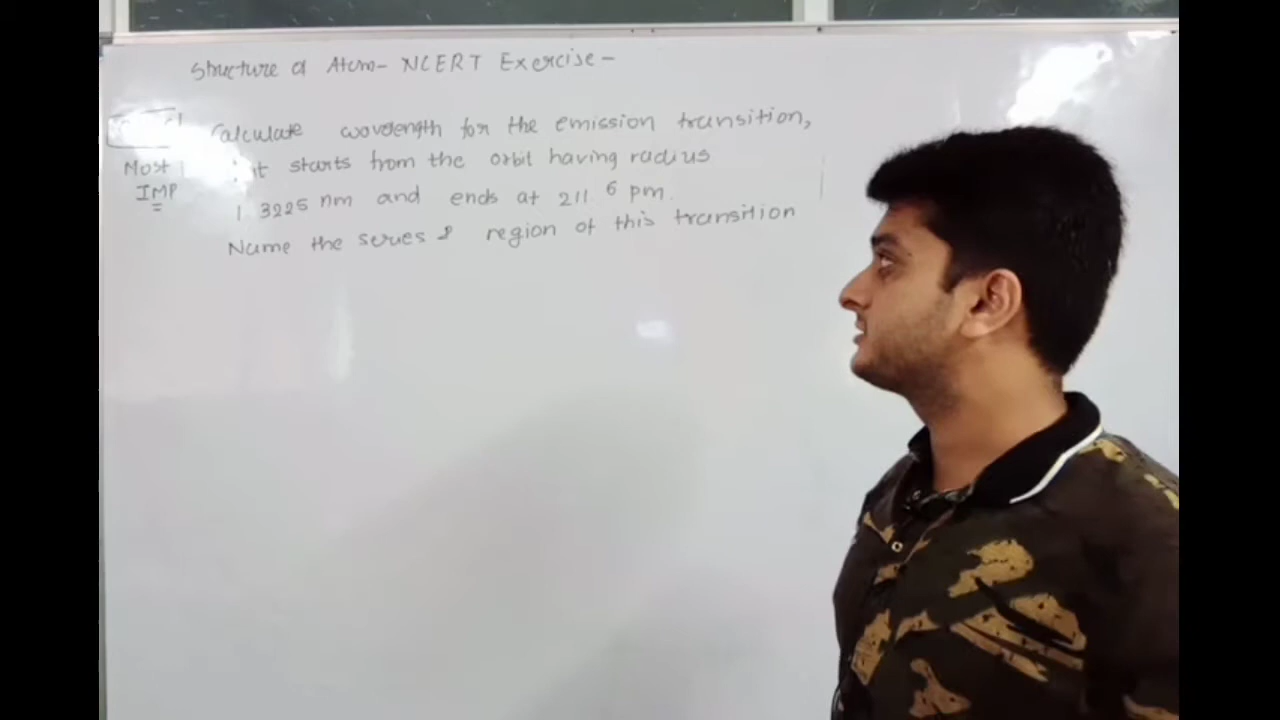 Structure of Atom- NCERT Exercise -
Calculate wavelength for the emission transition,
it starts from the orbit having radius
Most
IMP
1 3225 nm and ends at 211 6 pm.
Name the series & region of this transition